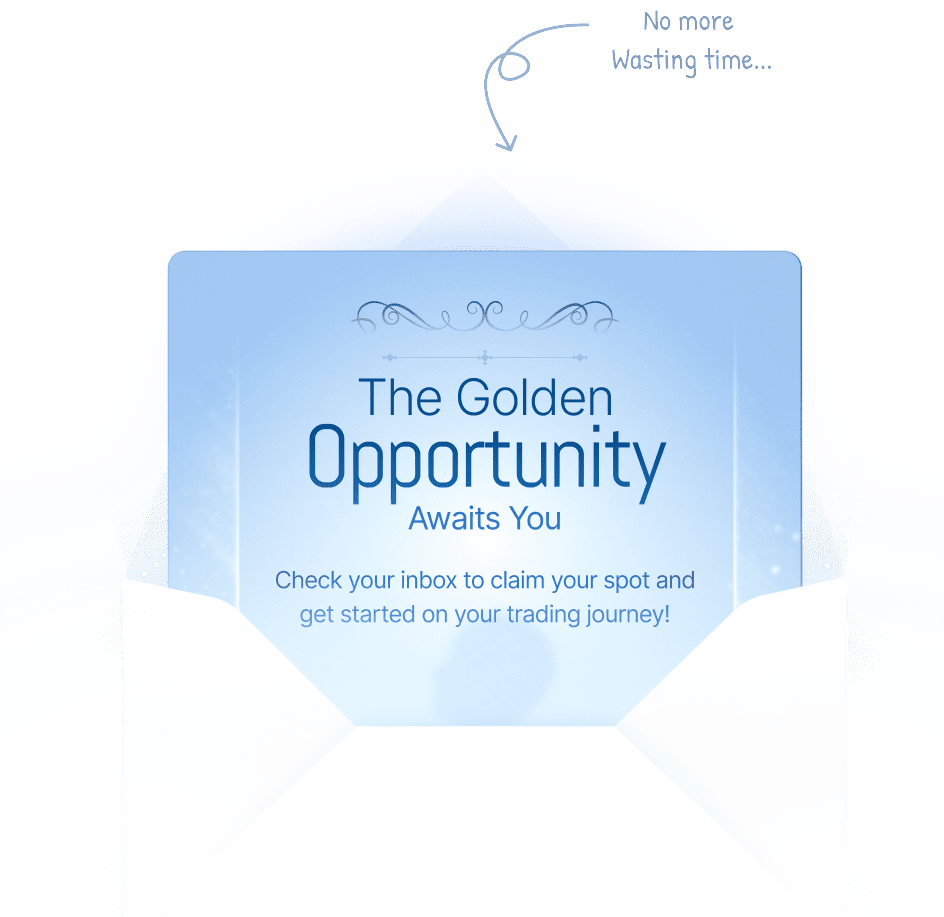 No more
Wasting time...
The Golden
Opportunity
Awaits You
Check your inbox to claim your spot and
get started on your trading journey!